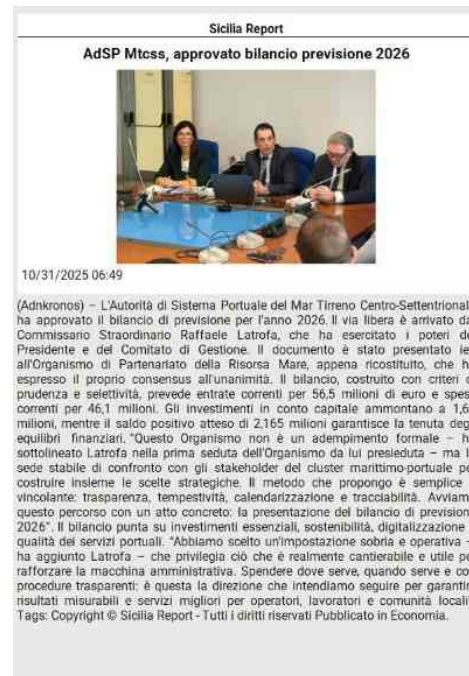 Sicilia Report
AdSP Mtcss, approvato bilancio previsione 2026
10/31/2025 06:49
(Adnkronos) – L'Autorità di Sistema Portuale del Mar Tirreno Centro-Settentrional
ha approvato il bilancio di previsione per l'anno 2026. Il via libera è arrivato da
Commissario Straordinario Raffaele Latrofa, che ha esercitato i poteri de
Presidente e del Comitato di Gestione. Il documento è stato presentato ie
all'Organismo di Partenariato della Risorsa Mare, appena ricostituito, che h
espresso il proprio consensus all'unanimità. Il bilancio, costruito con criteri d
prudenza e selettività, prevede entrate correnti per 56,5 milioni di euro e spes
correnti per 46,1 milioni. Gli investimenti in conto capitale ammontano a 1,6
milioni, mentre il saldo positivo atteso di 2,165 milioni garantisce la tenuta deg
equilibri finanziari. "Questo Organismo non è un adempimento formale – h
sottolineato Latrofa nella prima seduta dell'Organismo da lui presieduta – ma l
sede stabile di confronto con gli stakeholder del cluster marittimo-portuale pe
costruire insieme le scelte strategiche. Il metodo che propongo è semplice
vincolante: trasparenza, tempestività, calendarizzazione e tracciabilità. Avviam
questo percorso con un atto concreto: la presentazione del bilancio di prevision
2026". Il bilancio punta su investimenti essenziali, sostenibilità, digitalizzazione
qualità dei servizi portuali. "Abbiamo scelto un'impostazione sobria e operativa –
ha aggiunto Latrofa – che privilegia ciò che è realmente cantierabile e utile pe
rafforzare la macchina amministrativa. Spendere dove serve, quando serve e co
procedure trasparenti: è questa la direzione che intendiamo seguire per garantir
risultati misurabili e servizi migliori per operatori, lavoratori e comunità locali
Tags: Copyright © Sicilia Report - Tutti i diritti riservati Pubblicato in Economia.